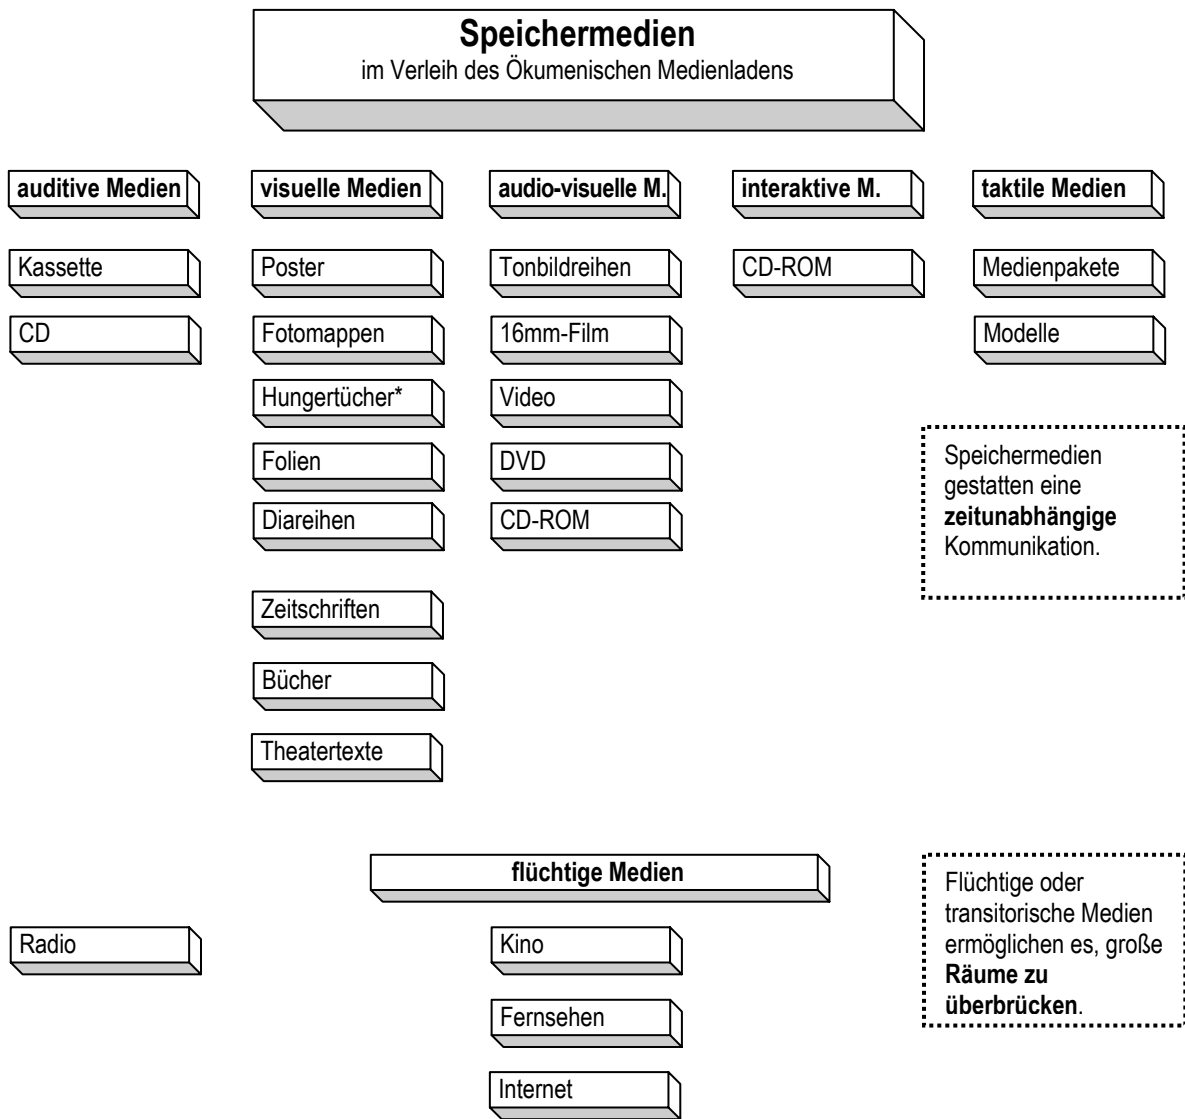 Speichermedien
im Verleih des Ökumenischen Medienladens
auditive Medien
visuelle Medien
audio-visuelle M.
interaktive M.
taktile Medien
Kassette
Poster
Tonbildreihen
CD-ROM
Medienpakete
CD
Fotomappen
16mm-Film
Modelle
Hungertücher*
Video
Folien
DVD
Diareihen
CD-ROM
Speichermedien
gestatten eine
zeitunabhängige
Kommunikation.
Zeitschriften
Bücher
Theatertexte
flüchtige Medien
Radio
Kino
Fernsehen
Internet
Flüchtige oder
transitorische Medien
ermöglichen es, große
Räume zu
überbrücken.